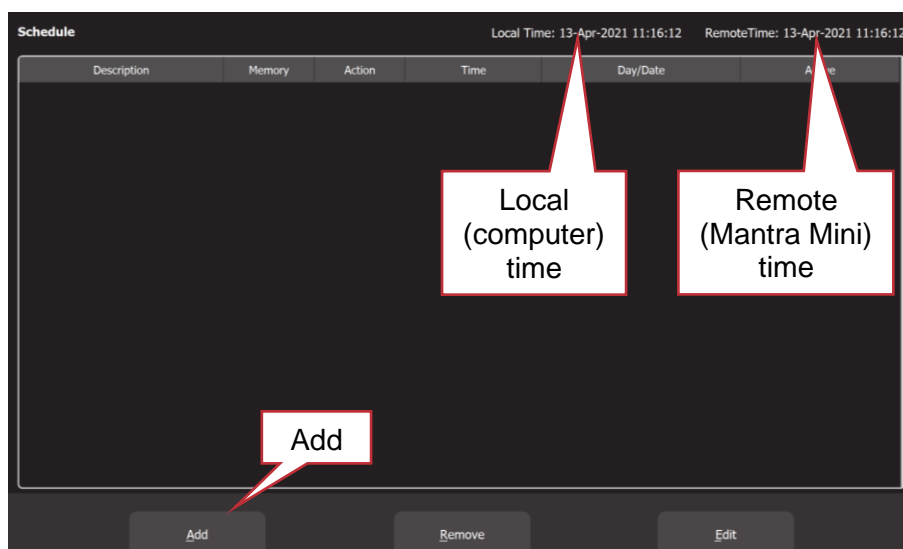 Schedule
Local Time: 13-Apr-2021 11:16:12 RemoteTime: 13-Apr-2021 11:16:12
Description Memory Action Time Day/Date
Local
(computer)
time
Remote
(Mantra Mini)
time
Add
Add Remove Edit